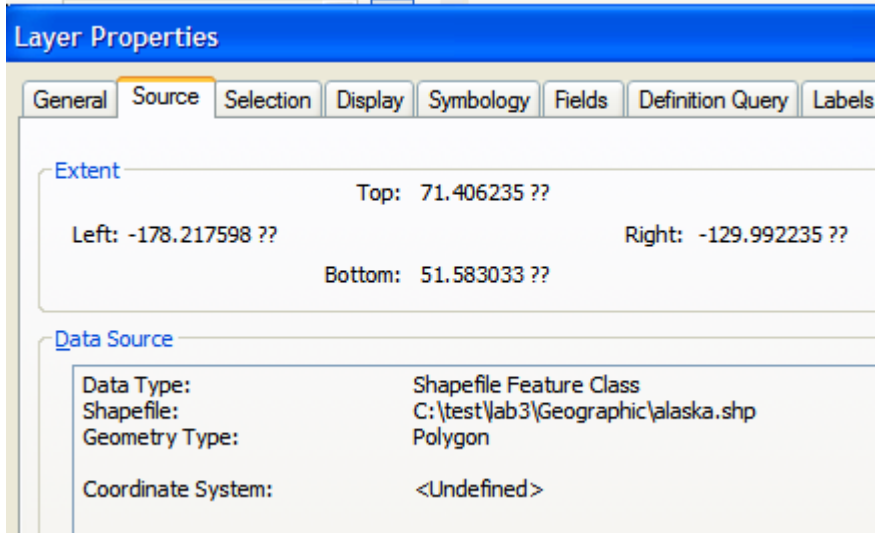 Layer Properties
General Source Selection Display Symbology Fields Definition Query Labels
Extent
Top: 71.406235 ??
Left: -178.217598 ?? Right: -129.992235 ??
Bottom: 51.583033 ??
Data Source
Data Type: Shapefile Feature Class
Shapefile: C:\test\lab3\Geographic\alaska.shp
Geometry Type: Polygon
Coordinate System: <Undefined>